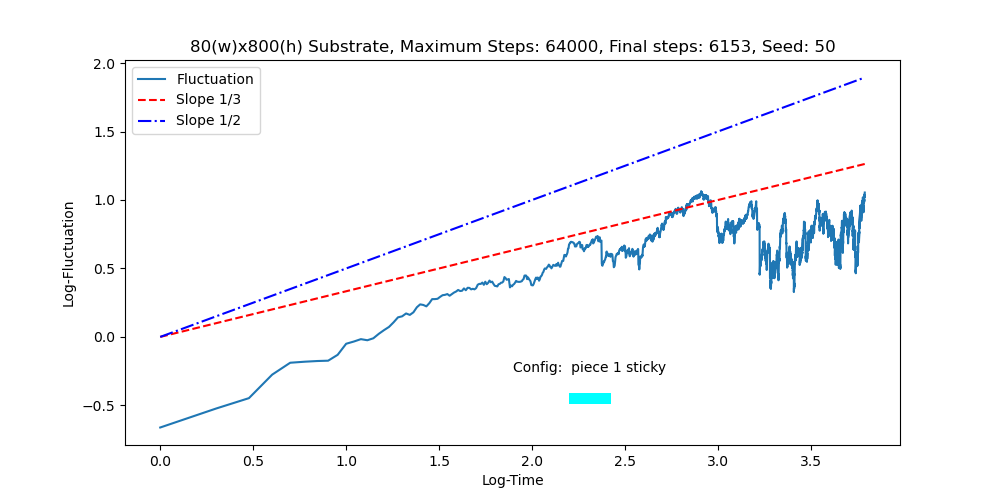 80(w)x800(h) Substrate, Maximum Steps: 64000, Final steps: 6153, Seed: 50
Fluctuation
Slope 1/3
Slope 1/2
Log-Fluctuation
2.0
1.5
1.0
0.5
0.0
−0.5
Config:  piece 1 sticky
0.0 0.5 1.0 1.5 2.0 2.5 3.0 3.5
Log-Time